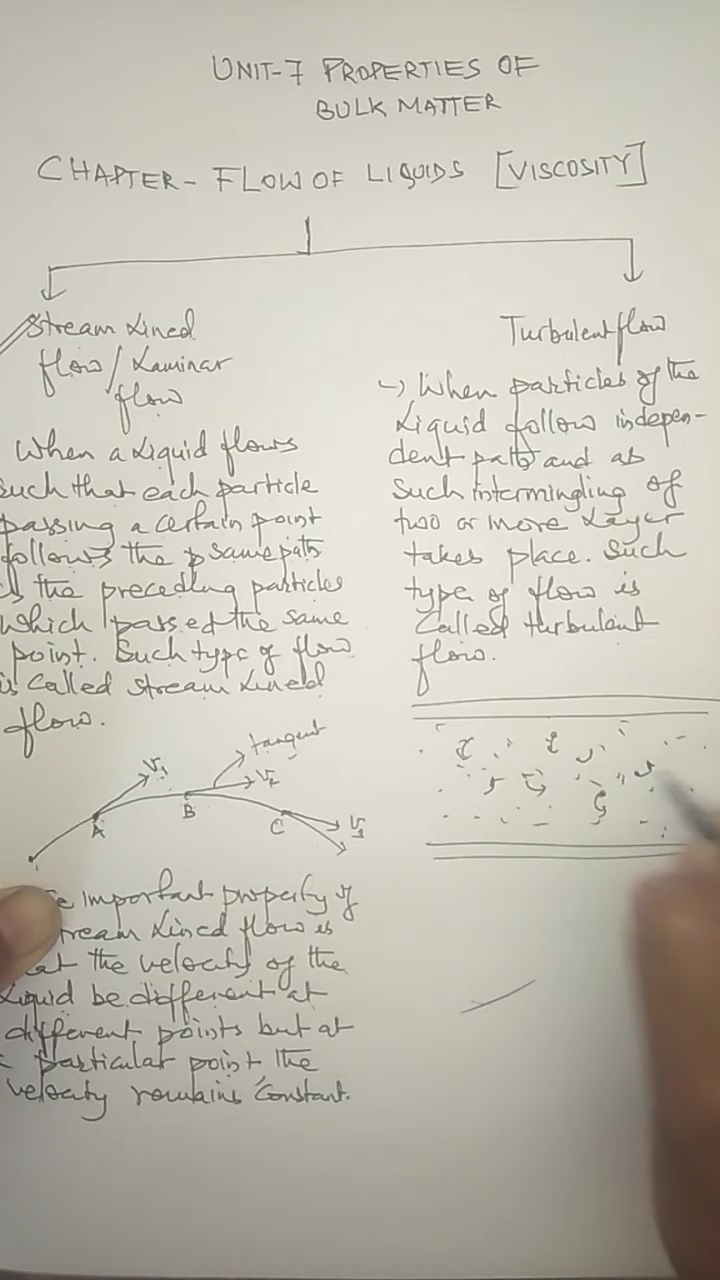 UNIT-7 PROPERTIES OF
BULK MATTER
CHAPTER- FLOW OF LIQUIDS [VISCOSITY]
Stream Lined
flow/Laminar
flow
When a Liquid flows
such that each particle
passing a certain point
follows the same path
the preceding particles
which passed the same
point. Such type of flow
is called stream Lined
flow.
V1
tangent
V2
A
B
C
V3
important property of
ream Lined flow is
at the velocity of the
Liquid be different at
different points but at
particular point the
velocity remains constant.
Turbulent flow
→ When particles of the
Liquid follow indepen-
dent path and as
such intermingling of
two or more Layer
takes place. Such
type of flow is
called turbulent
flow.